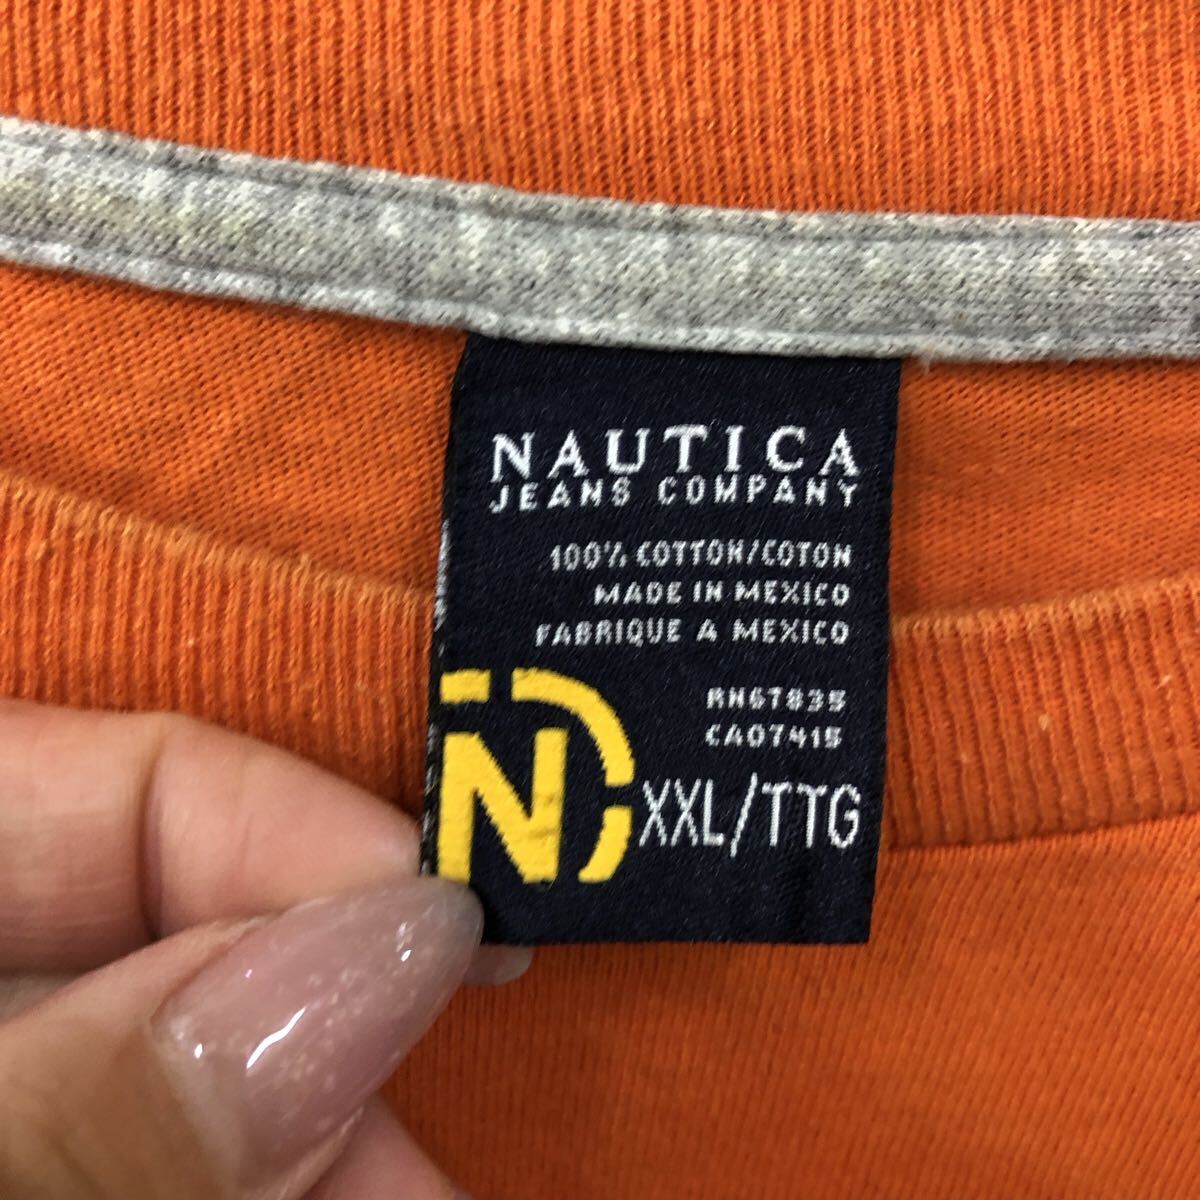 NAUTICA
JEANS COMPANY
100% COTTON/COTON
MADE IN MEXICO
FABRIQUE A MEXICO
RN67835
CA07415
N
XXL/TTG